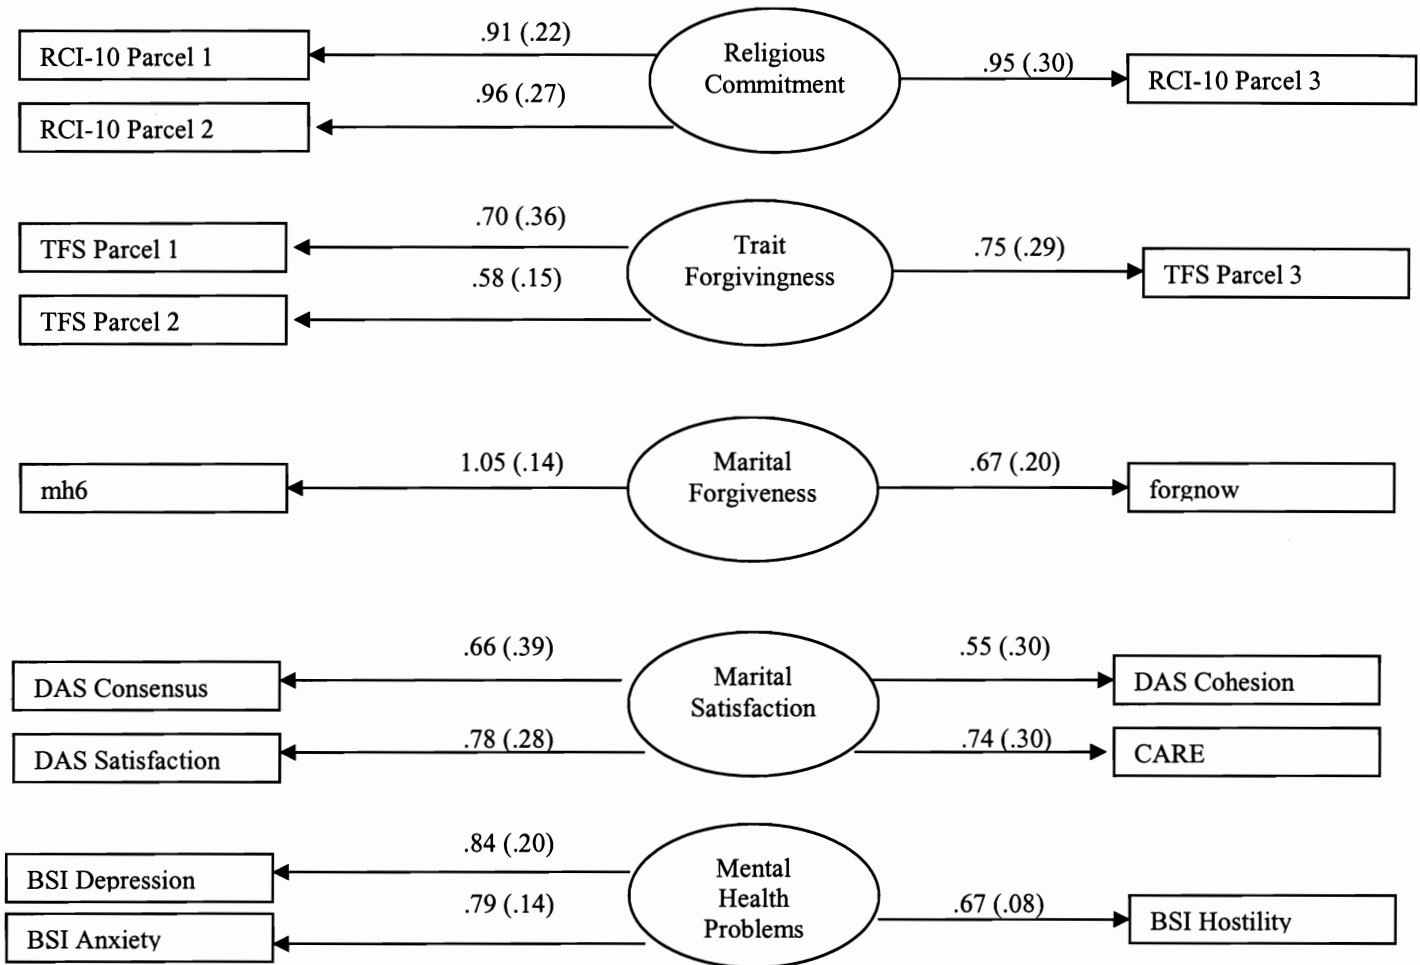 RCI-10 Parcel 1
.91 (.22)
Religious
Commitment
.95 (.30)
RCI-10 Parcel 3
RCI-10 Parcel 2
.96 (.27)
TFS Parcel 1
.70 (.36)
Trait
Forgivingness
.75 (.29)
TFS Parcel 3
TFS Parcel 2
.58 (.15)
mh6
1.05 (.14)
Marital
Forgiveness
.67 (.20)
forgnow
DAS Consensus
.66 (.39)
Marital
Satisfaction
.55 (.30)
DAS Cohesion
DAS Satisfaction
.78 (.28)
.74 (.30)
CARE
BSI Depression
.84 (.20)
Mental
Health
Problems
.67 (.08)
BSI Hostility
BSI Anxiety
.79 (.14)